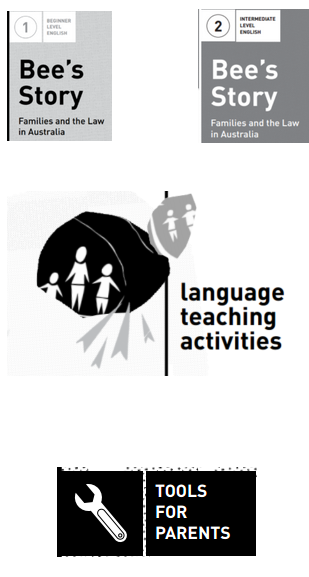 1
BEGINNER
LEVEL
ENGLISH
Bee's
Story
Families and the Law
in Australia
2
INTERMEDIATE
LEVEL
ENGLISH
Bee's
Story
Families and the Law
in Australia
language
teaching
activities
TOOLS
FOR
PARENTS